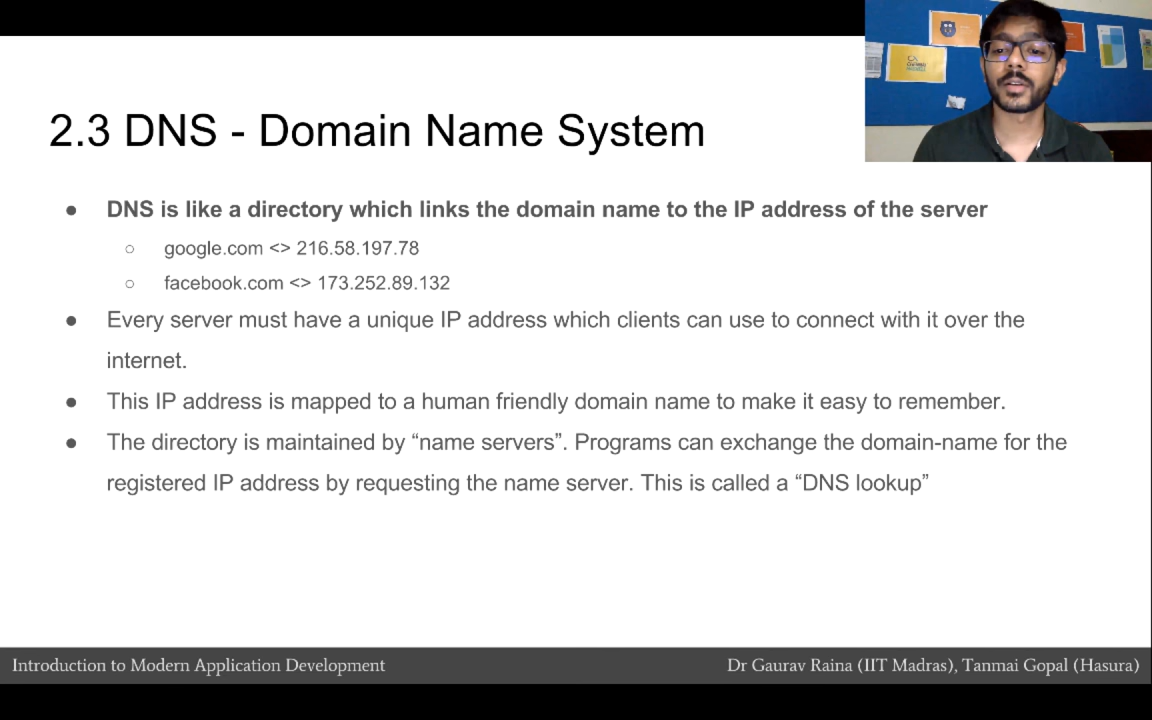 2.3 DNS - Domain Name System
● DNS is like a directory which links the domain name to the IP address of the server
○ google.com <> 216.58.197.78
○ facebook.com <> 173.252.89.132
● Every server must have a unique IP address which clients can use to connect with it over the
internet.
● This IP address is mapped to a human friendly domain name to make it easy to remember.
● The directory is maintained by “name servers”. Programs can exchange the domain-name for the
registered IP address by requesting the name server. This is called a “DNS lookup”
Introduction to Modern Application Development
Dr Gaurav Raina (IIT Madras), Tanmai Gopal (Hasura)